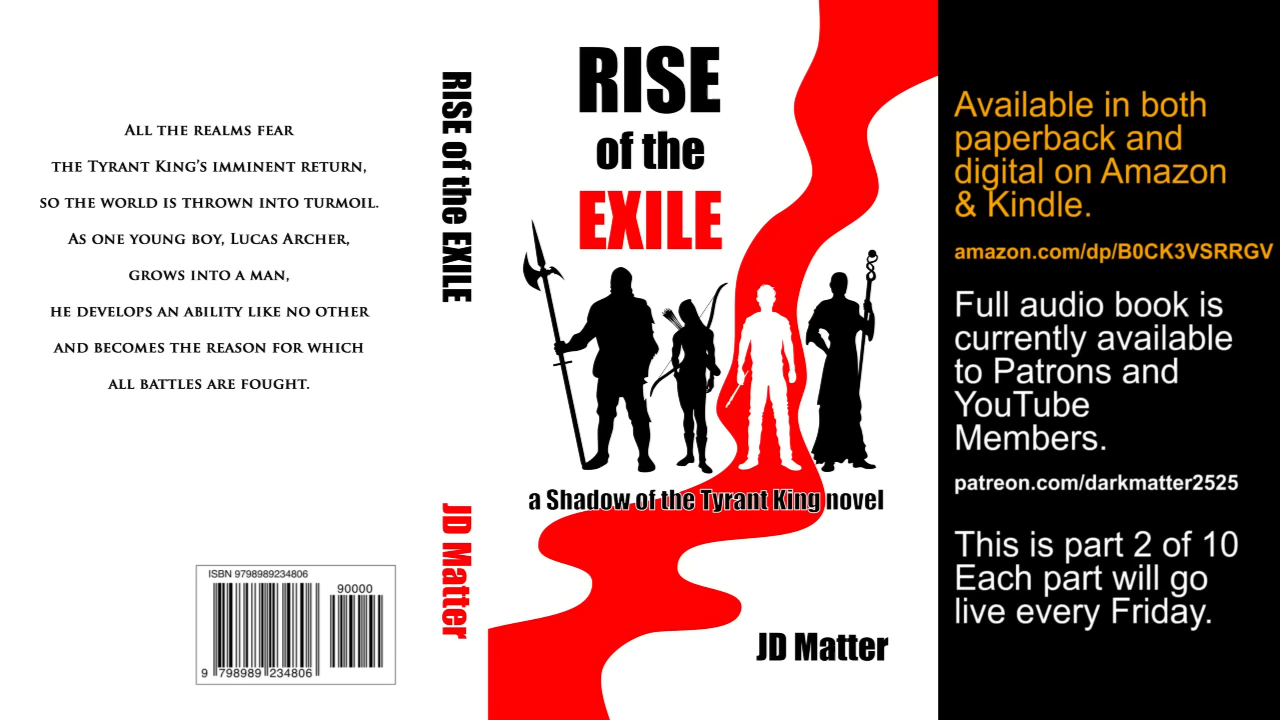 All the realms fear
the Tyrant King's imminent return,
so the world is thrown into turmoil.
As one young boy, Lucas Archer,
grows into a man,
he develops an ability like no other
and becomes the reason for which
all battles are fought.
ISBN 9798989234806
90000
9 798989 234806
RISE of the EXILE
JD Matter
RISE
of the
EXILE
a Shadow of the Tyrant King novel
JD Matter
Available in both
paperback and
digital on Amazon
& Kindle.
amazon.com/dp/B0CK3VSRRGV
Full audio book is
currently available
to Patrons and
YouTube
Members.
patreon.com/darkmatter2525
This is part 2 of 10
Each part will go
live every Friday.